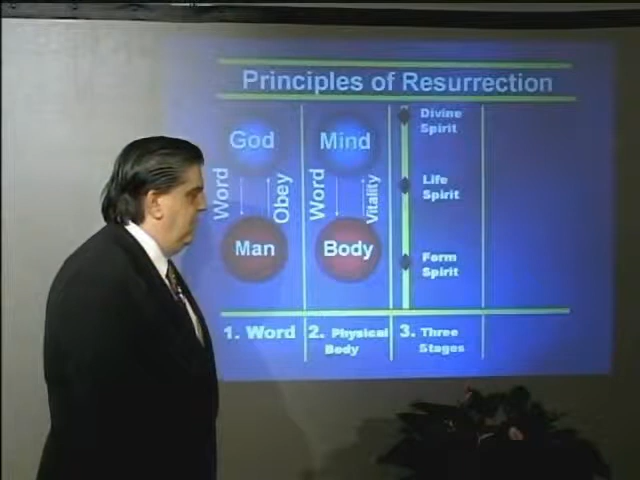 Principles of Resurrection
God
Mind
Divine
Spirit
Word
Obey
Word
Vitality
Life
Spirit
Man
Body
Form
Spirit
1. Word
2. Physical
Body
3. Three
Stages